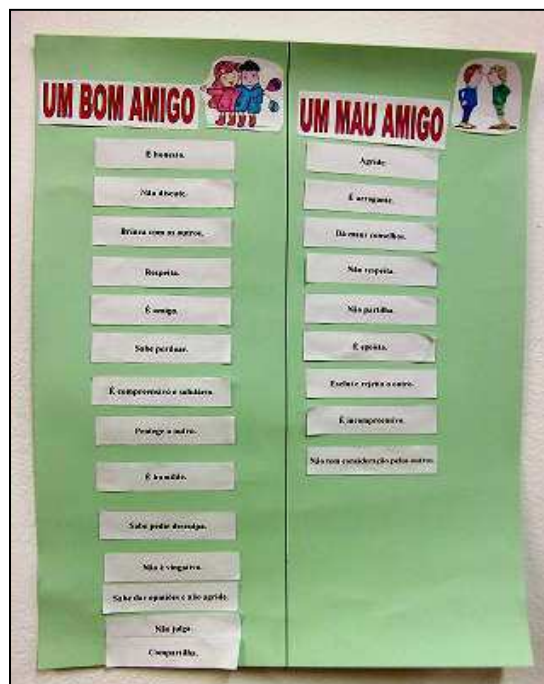 UM BOM AMIGO
É honesto.
Não discute.
Brinca com os outros.
Respeita.
É amigo.
Sabe perdoar.
É compreensivo e solidário.
Protege o outro.
É humilde.
Sabe pedir desculpa.
Não é vingativo.
Sabe dar opiniões e não agride.
Não julga.
Compartilha.
UM MAU AMIGO
Agride.
É arrogante.
Dá maus conselhos.
Não respeita.
Não partilha.
É egoísta.
Exclui e rejeita o outro.
É incompreensivo.
Não tem consideração pelos outros.